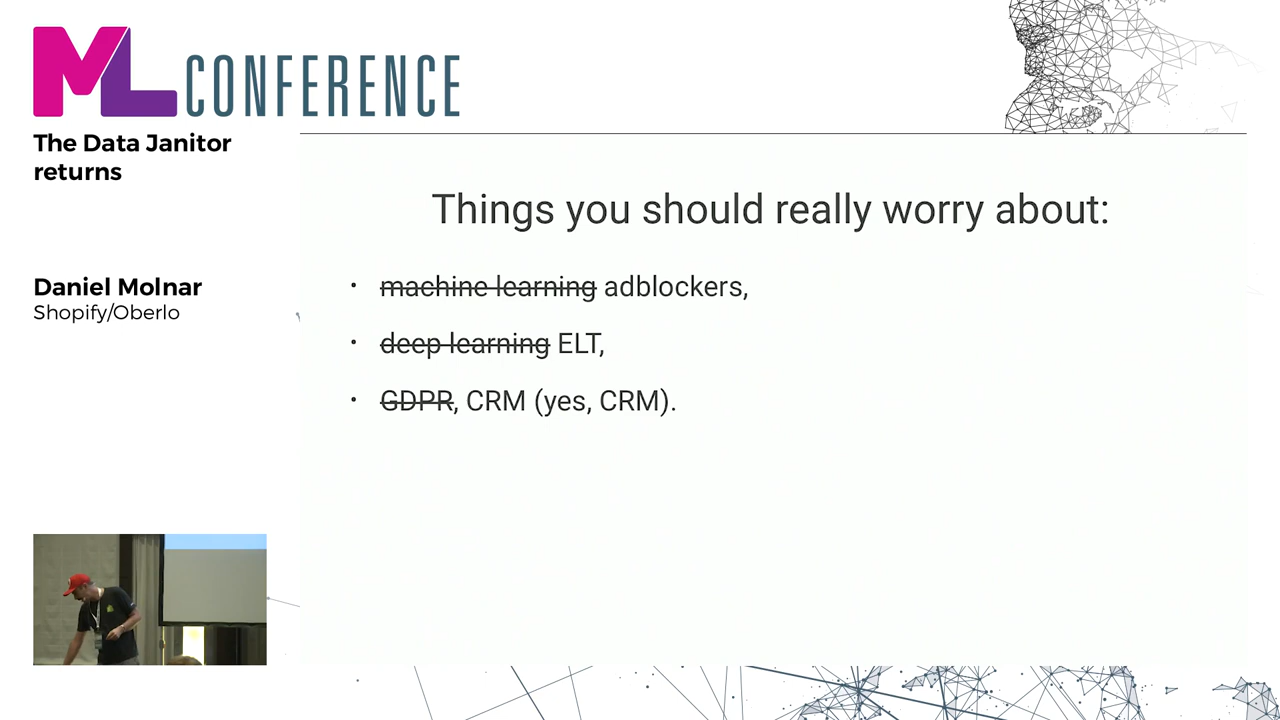 ML CONFERENCE
The Data Janitor
returns
Daniel Molnar
Shopify/Oberlo
Things you should really worry about:
• machine learning adblockers,
• deep learning ELT,
• GDPR, CRM (yes, CRM).